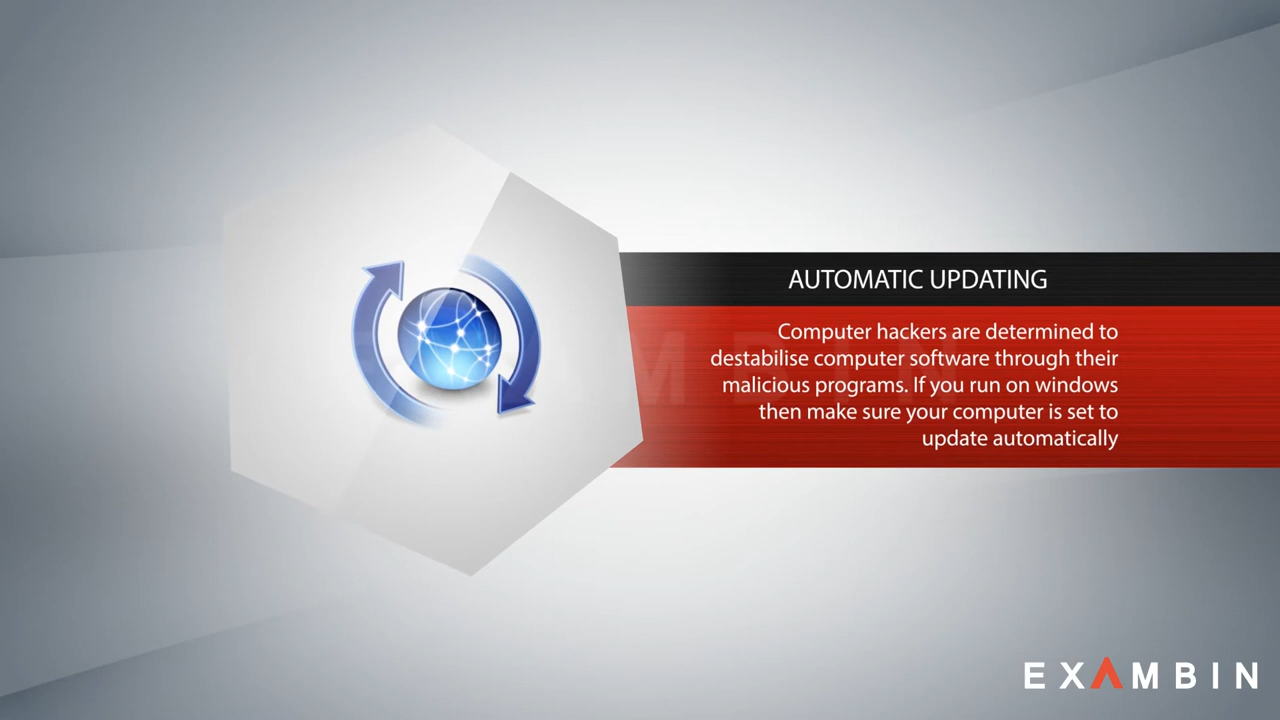 AUTOMATIC UPDATING
Computer hackers are determined to
destabilise computer software through their
malicious programs. If you run on windows
then make sure your computer is set to
update automatically
EXAMBIN